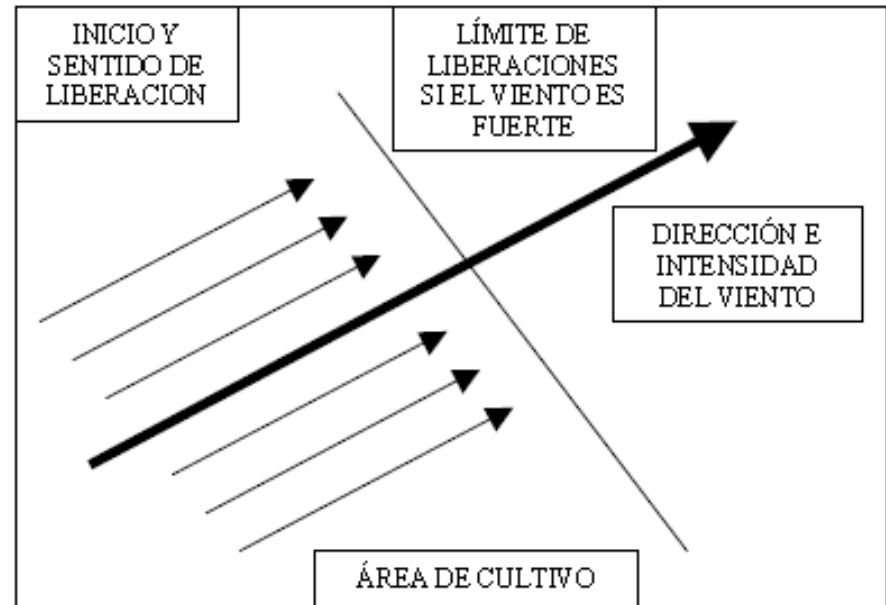 INICIO Y
SENTIDO DE
LIBERACION
LÍMITE DE
LIBERACIONES
SI EL VIENTO ES
FUERTE
DIRECCIÓN E
INTENSIDAD
DEL VIENTO
ÁREA DE CULTIVO